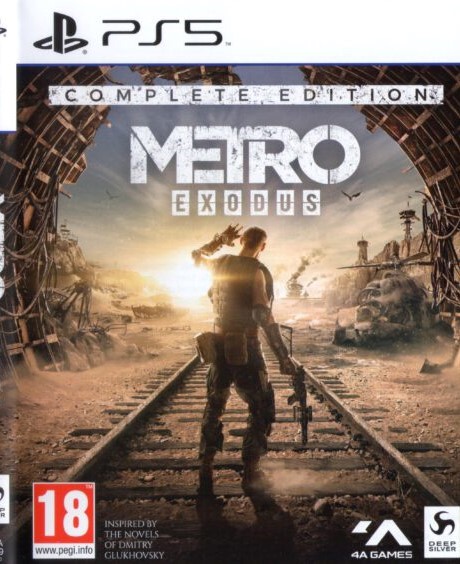 PS5
COMPLETE EDITION
METRO
EXODUS
18
www.pegi.info
INSPIRED BY
THE NOVELS
OF DMITRY
GLUKHOVSKY
4A GAMES
DEEP
SILVER